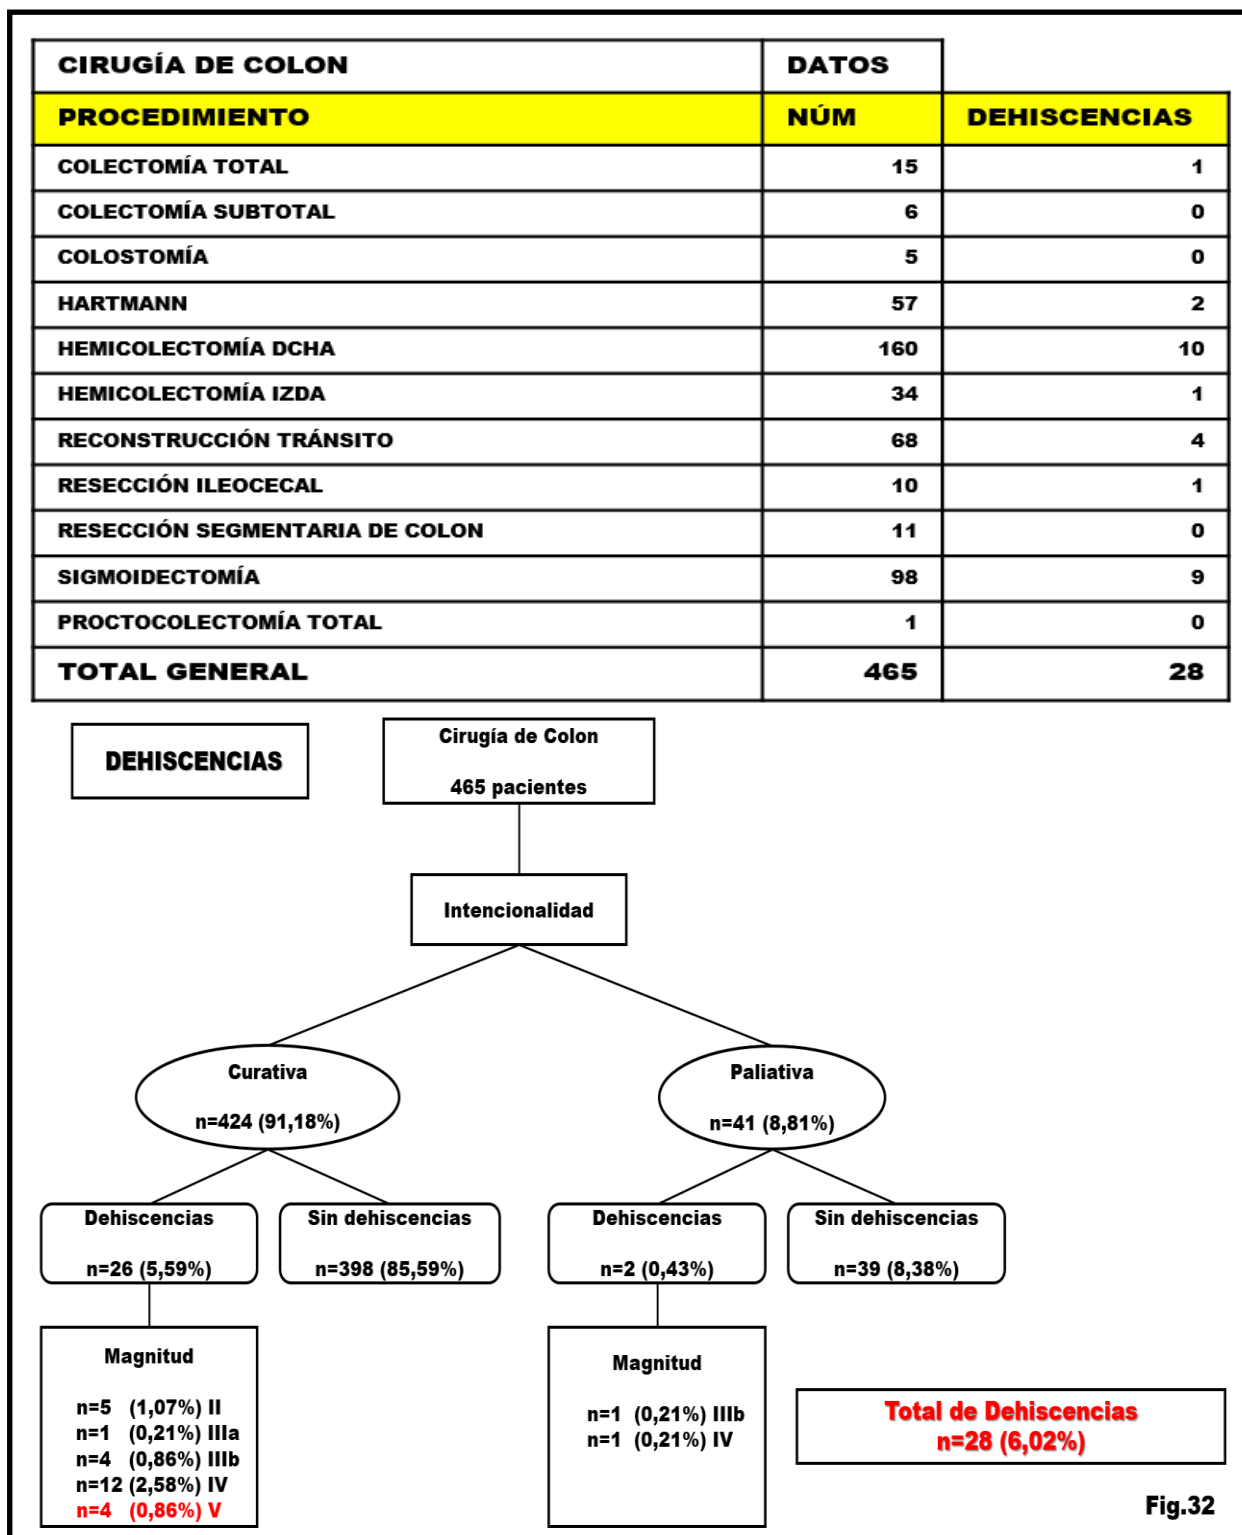 CIRUGÍA DE COLON DATOS
PROCEDIMIENTO NÚM DEHISCENCIAS
COLECTOMÍA TOTAL 15 1
COLECTOMÍA SUBTOTAL 6 0
COLOSTOMÍA 5 0
HARTMANN 57 2
HEMICOLECTOMÍA DCHA 160 10
HEMICOLECTOMÍA IZDA 34 1
RECONSTRUCCIÓN TRÁNSITO 68 4
RESECCIÓN ILEOCECAL 10 1
RESECCIÓN SEGMENTARIA DE COLON 11 0
SIGMOIDECTOMÍA 98 9
PROCTOCOLECTOMÍA TOTAL 1 0
TOTAL GENERAL 465 28
DEHISCENCIAS
Cirugía de Colon
465 pacientes
Intencionalidad
Curativa
n=424 (91,18%)
Paliativa
n=41 (8,81%)
Dehiscencias
n=26 (5,59%)
Sin dehiscencias
n=398 (85,59%)
Dehiscencias
n=2 (0,43%)
Sin dehiscencias
n=39 (8,38%)
Magnitud
n=5 (1,07%) II
n=1 (0,21%) IIIa
n=4 (0,86%) IIIb
n=12 (2,58%) IV
n=4 (0,86%) V
Magnitud
n=1 (0,21%) IIIb
n=1 (0,21%) IV
Total de Dehiscencias
n=28 (6,02%)
Fig.32